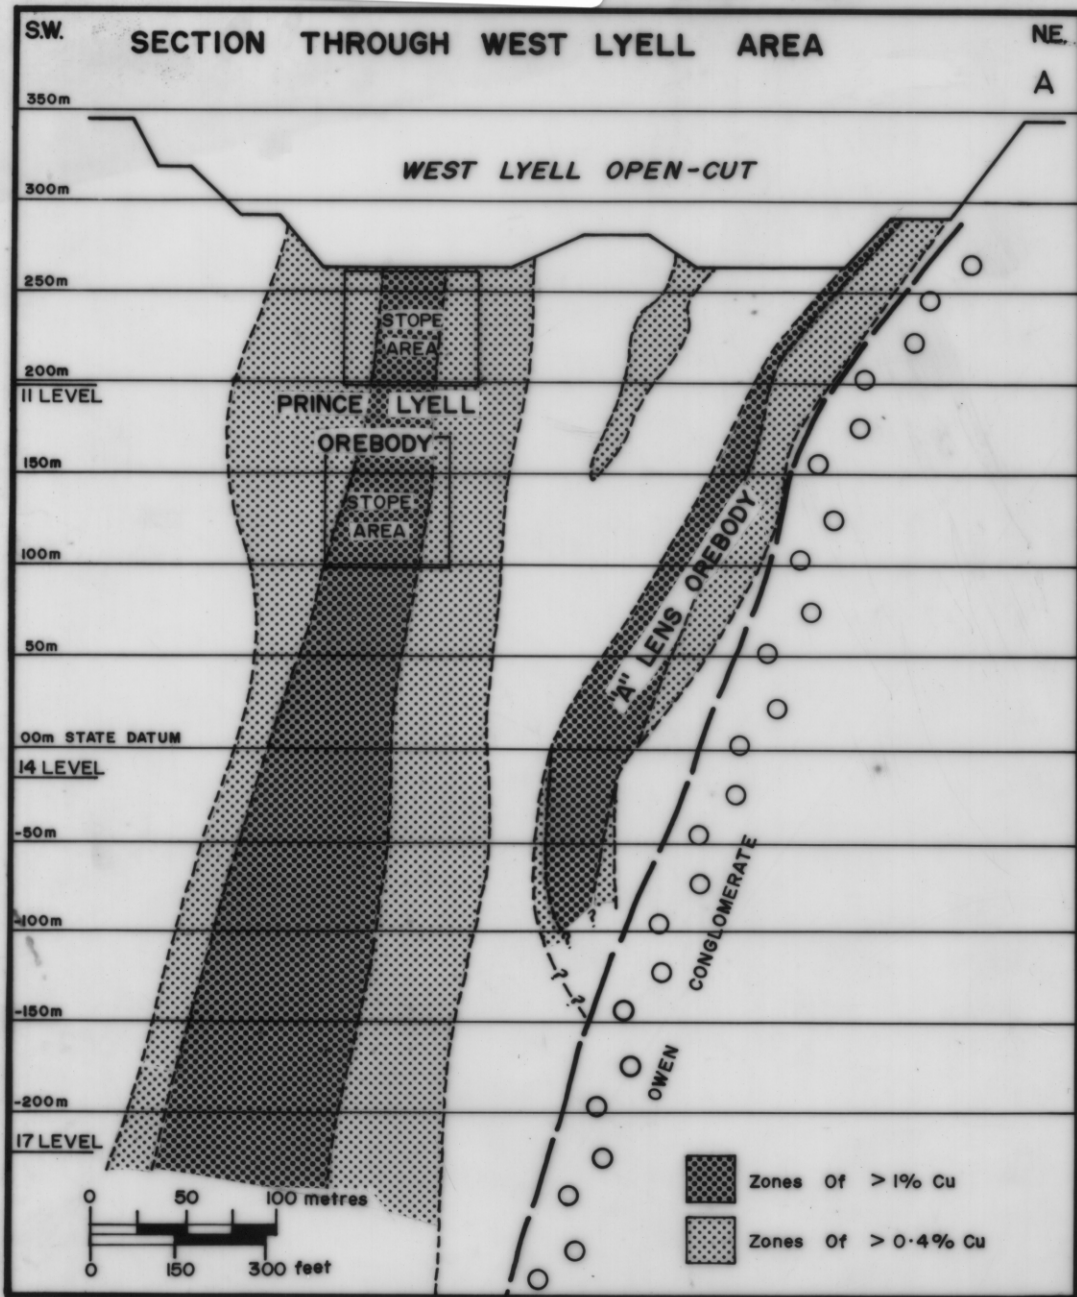 S.W.
SECTION THROUGH WEST LYELL AREA
N.E.
A
350m
WEST LYELL OPEN-CUT
300m
250m
STOPE
AREA
200m
11 LEVEL
PRINCE LYELL
OREBODY
150m
STOPE
AREA
100m
"A" LENS OREBODY
50m
00m STATE DATUM
14 LEVEL
-50m
-100m
?
?
?
?
CONGLOMERATE
-150m
OWEN
-200m
17 LEVEL
0 50 100 metres
0 150 300 feet
Zones Of >1% Cu
Zones Of >0·4% Cu